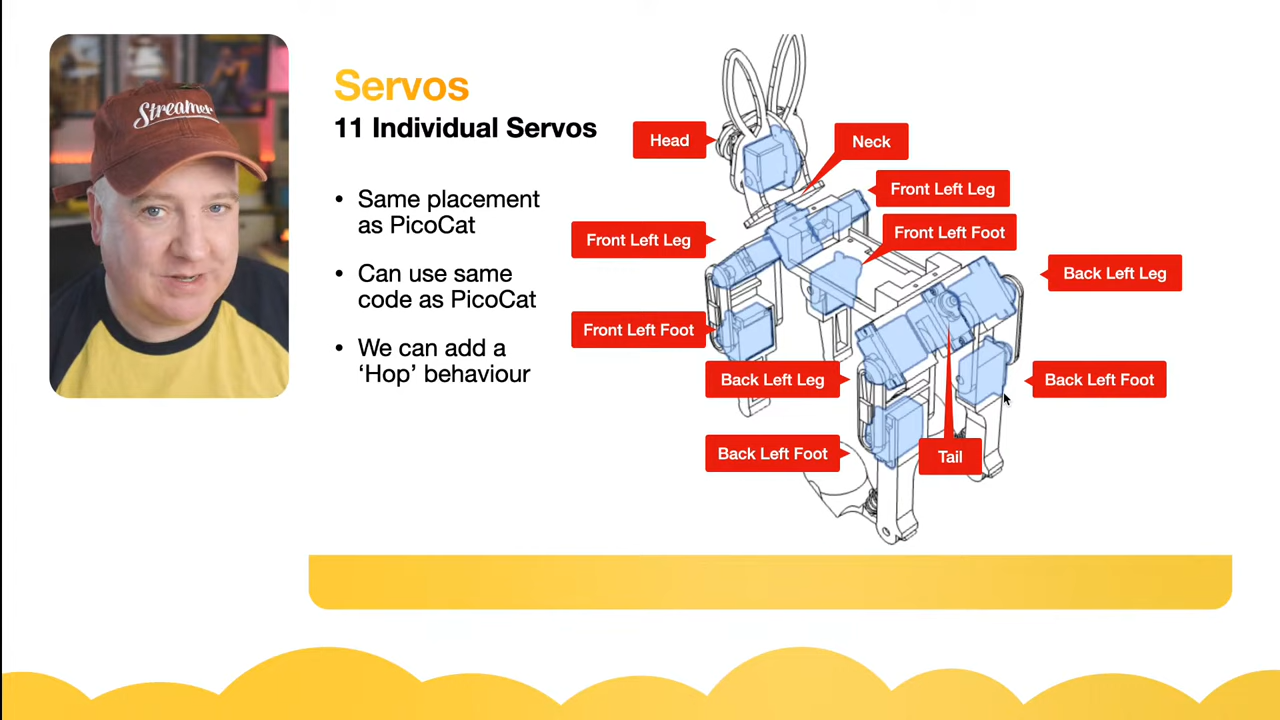 Streamer
Servos
11 Individual Servos
• Same placement
as PicoCat
• Can use same
code as PicoCat
• We can add a
‘Hop’ behaviour
Head
Neck
Front Left Leg
Front Left Foot
Front Left Leg
Back Left Leg
Front Left Foot
Back Left Leg
Back Left Foot
Back Left Foot
Tail